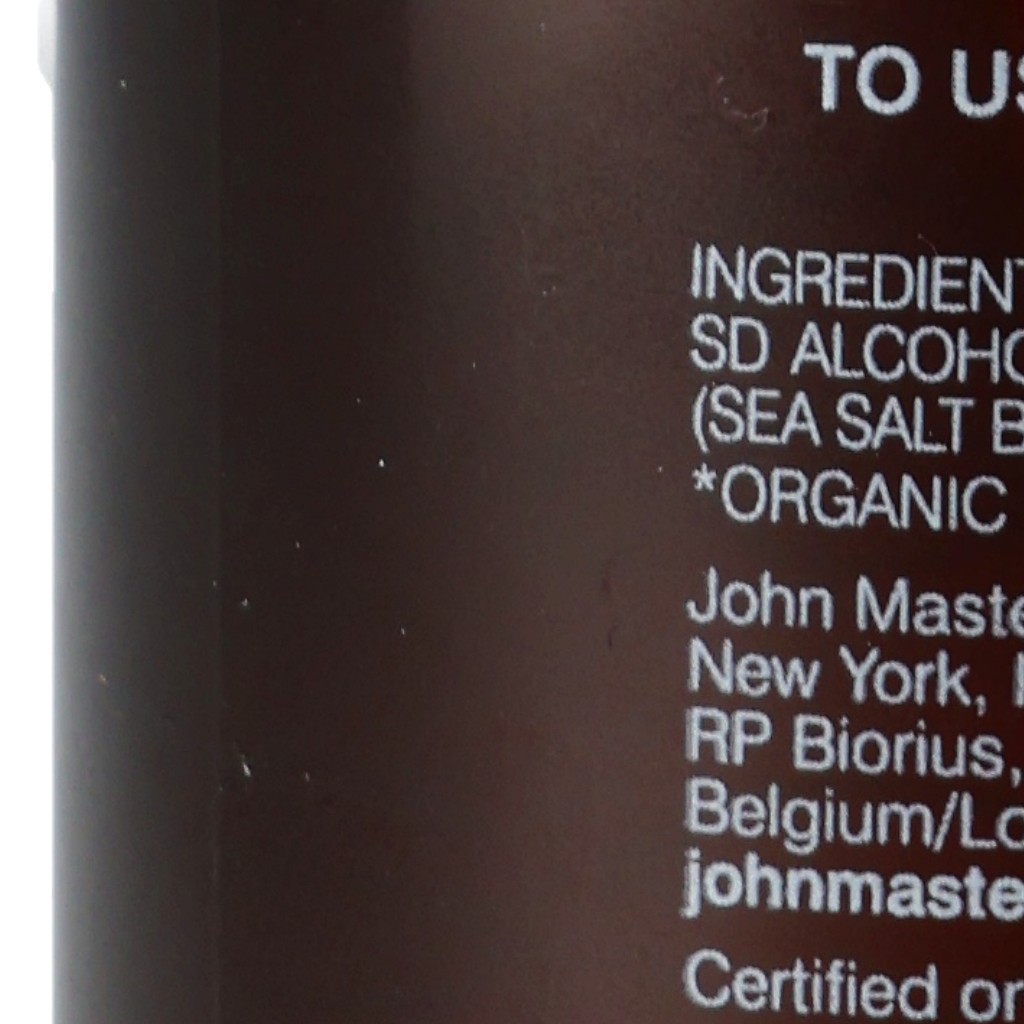 TO US
INGREDIENT
SD ALCOHO
(SEA SALT B
*ORGANIC
John Maste
New York,
RP Biorius,
Belgium/Lo
johnmaste
Certified or